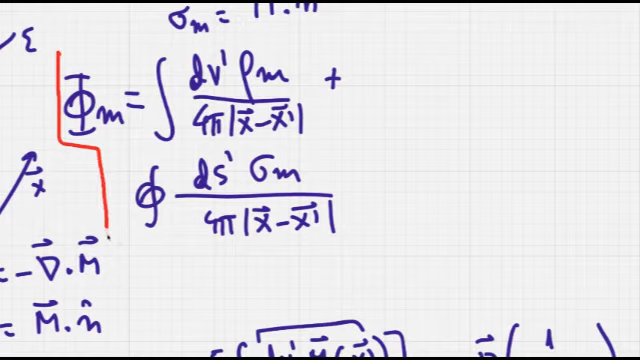 σₘ = M⃗ · n̂
ε
Φₘ = ∫ dv' ρₘ / 4π|x⃗ - x⃗'| +
∮ ds' σₘ / 4π|x⃗ - x⃗'|
x⃗
= -∇⃗ · M⃗
= M⃗ · n̂